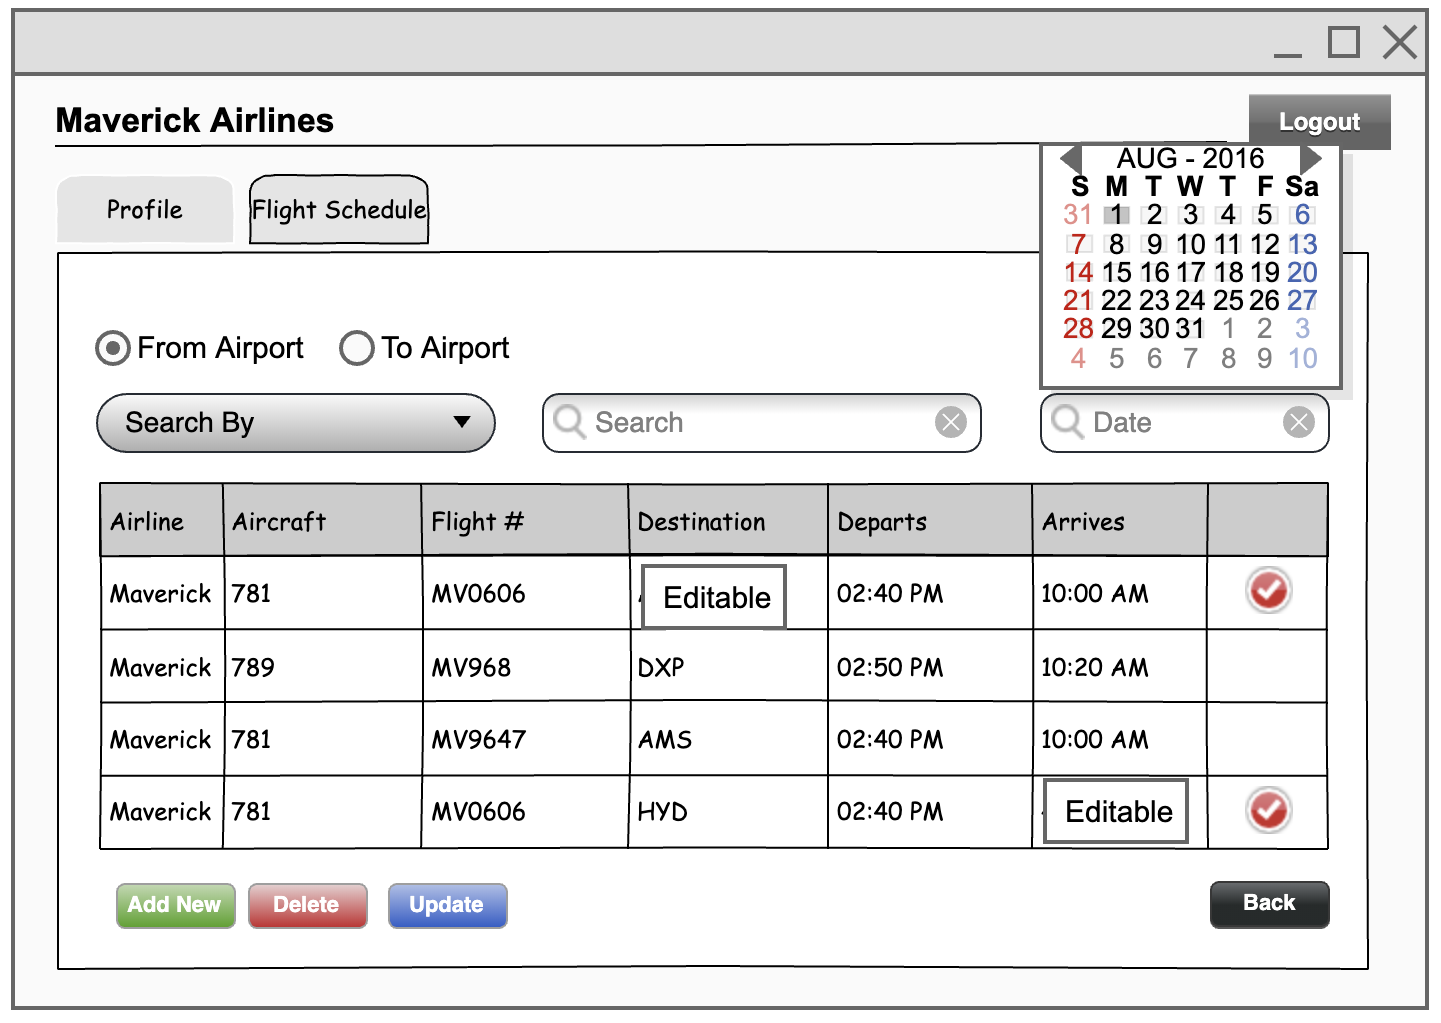 Maverick Airlines
Logout
AUG - 2016
S M T W T F Sa
31 1 2 3 4 5 6
7 8 9 10 11 12 13
14 15 16 17 18 19 20
21 22 23 24 25 26 27
28 29 30 31 1 2 3
4 5 6 7 8 9 10
Profile
Flight Schedule
From Airport To Airport
Search By Search Date
Airline Aircraft Flight # Destination Departs Arrives
Maverick 781 MV0606 Editable 02:40 PM 10:00 AM
Maverick 789 MV968 DXP 02:50 PM 10:20 AM
Maverick 781 MV9647 AMS 02:40 PM 10:00 AM
Maverick 781 MV0606 HYD 02:40 PM Editable
Add New Delete Update Back